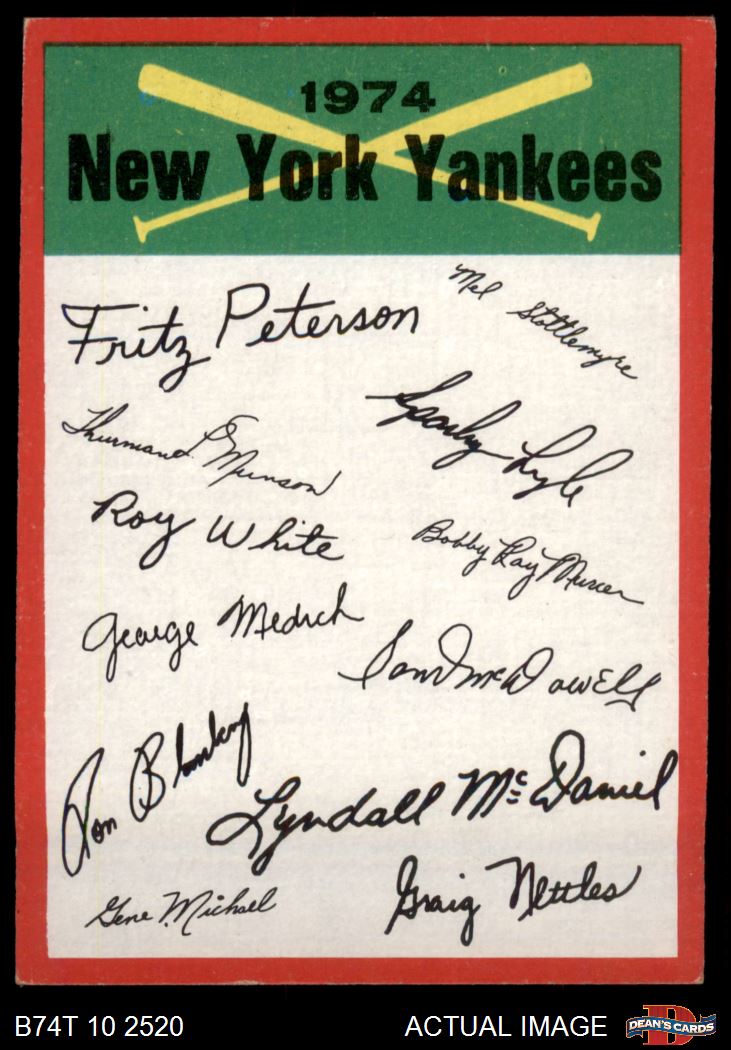 1974
New York Yankees
Mel Stottlemyre
Fritz Peterson
Sparky Lyle
Thurman Munson
Roy White
Bobby Ray Murcer
George Medich
Sam McDowell
Ron Blomberg
Lyndall McDaniel
Gene Michael
Graig Nettles
B74T 10 2520 ACTUAL IMAGE
DEAN'S CARDS